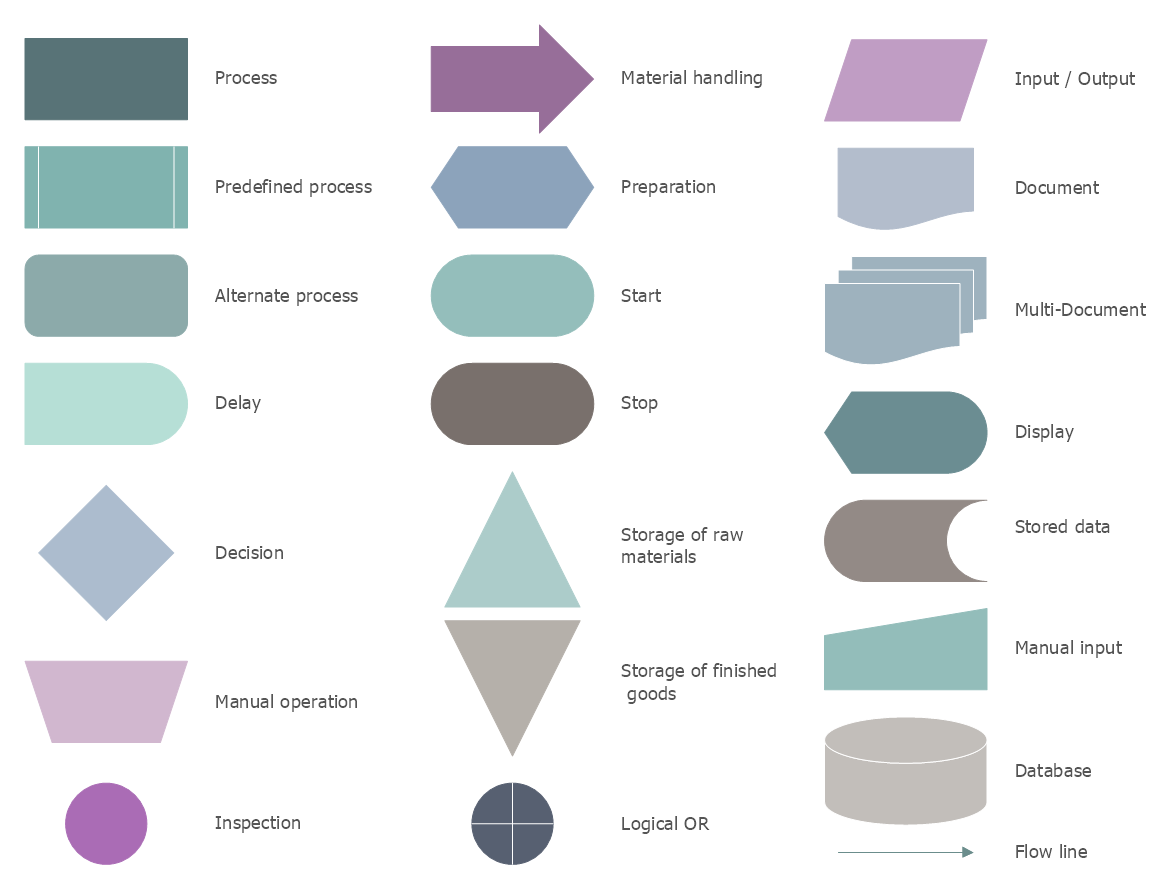 Process
Predefined process
Alternate process
Delay
Decision
Manual operation
Inspection
Material handling
Preparation
Start
Stop
Storage of raw
materials
Storage of finished
goods
Logical OR
Input / Output
Document
Multi-Document
Display
Stored data
Manual input
Database
Flow line